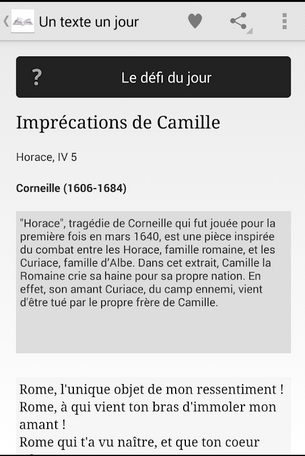 Un texte un jour
? Le défi du jour
Imprécations de Camille
Horace, IV 5
Corneille (1606-1684)
"Horace", tragédie de Corneille qui fut jouée pour la
première fois en mars 1640, est une pièce inspirée
du combat entre les Horace, famille romaine, et les
Curiace, famille d'Albe. Dans cet extrait, Camille la
Romaine crie sa haine pour sa propre nation. En
effet, son amant Curiace, du camp ennemi, vient
d'être tué par le propre frère de Camille.
Rome, l'unique objet de mon ressentiment !
Rome, à qui vient ton bras d'immoler mon
amant !
Rome qui t'a vu naître, et que ton coeur